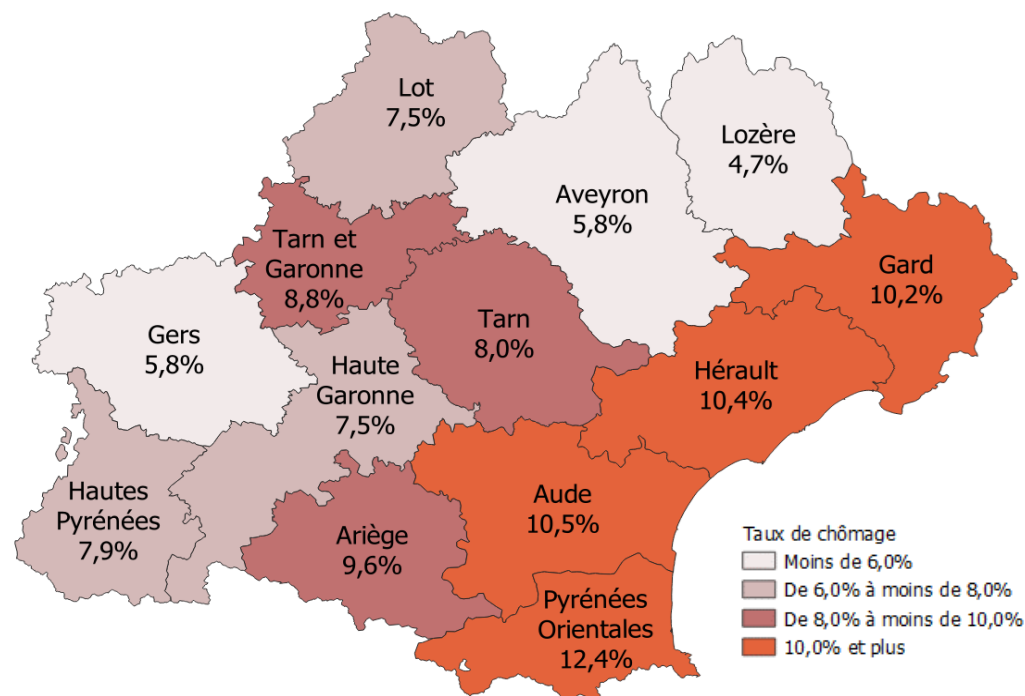 Lot
7,5%
Lozère
4,7%
Aveyron
5,8%
Tarn et
Garonne
8,8%
Gard
10,2%
Gers
5,8%
Tarn
8,0%
Haute
Garonne
7,5%
Hérault
10,4%
Hautes
Pyrénées
7,9%
Ariège
9,6%
Aude
10,5%
Pyrénées
Orientales
12,4%
Taux de chômage
Moins de 6,0%
De 6,0% à moins de 8,0%
De 8,0% à moins de 10,0%
10,0% et plus